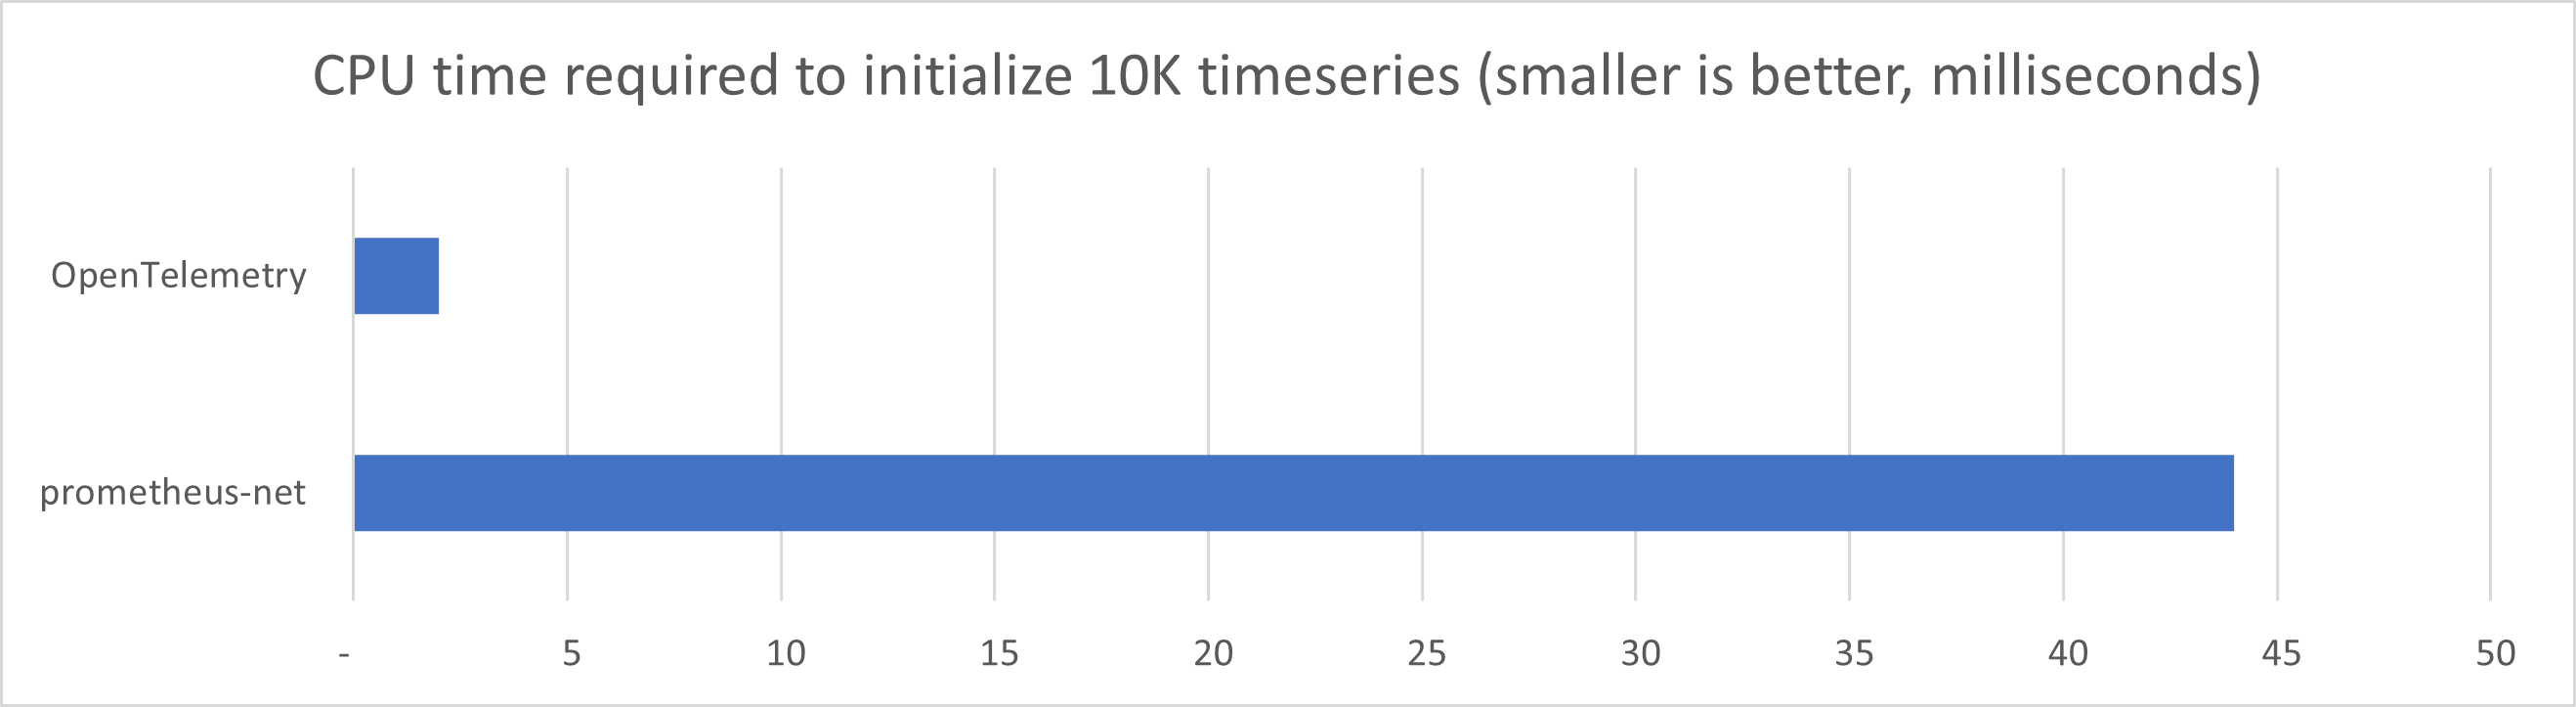 CPU time required to initialize 10K timeseries (smaller is better, milliseconds)
OpenTelemetry
prometheus-net
- 5 10 15 20 25 30 35 40 45 50